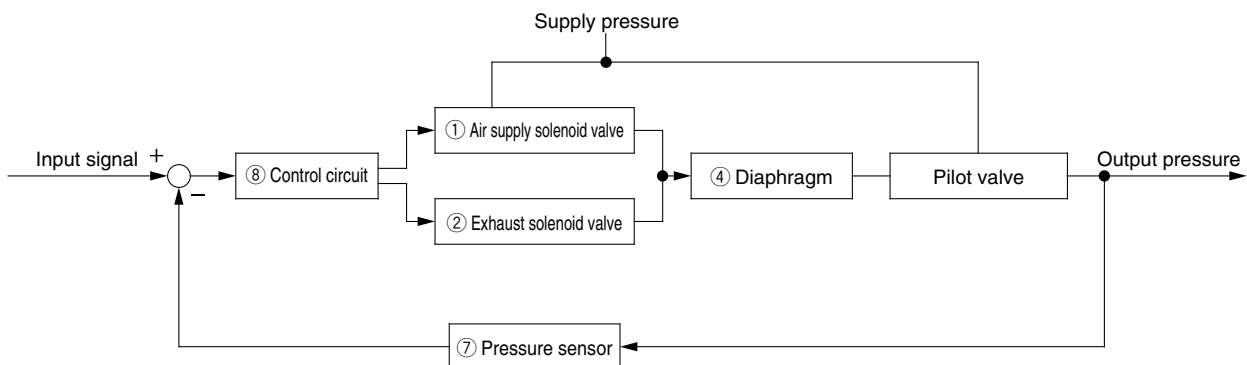 Supply pressure
① Air supply solenoid valve
Input signal
+
−
⑧ Control circuit
④ Diaphragm
Pilot valve
Output pressure
② Exhaust solenoid valve
⑦ Pressure sensor